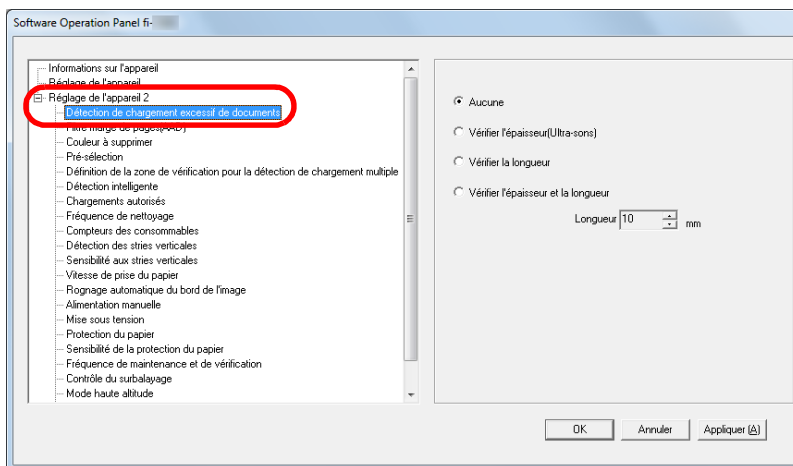 Software Operation Panel fi-
Informations sur l'appareil
Réglage de l'appareil
Réglage de l'appareil 2
Détection de chargement excessif de documents
Filtre marge de pages(AAD)
Couleur à supprimer
Pré-sélection
Définition de la zone de vérification pour la détection de chargement multiple
Détection intelligente
Chargements autorisés
Fréquence de nettoyage
Compteurs des consommables
Détection des stries verticales
Sensibilité aux stries verticales
Vitesse de prise du papier
Rognage automatique du bord de l'image
Alimentation manuelle
Mise sous tension
Protection du papier
Sensibilité de la protection du papier
Fréquence de maintenance et de vérification
Contrôle du surbalayage
Mode haute altitude
Aucune
Vérifier l'épaisseur(Ultra-sons)
Vérifier la longueur
Vérifier l'épaisseur et la longueur
Longueur 10 mm
OK Annuler Appliquer (A)